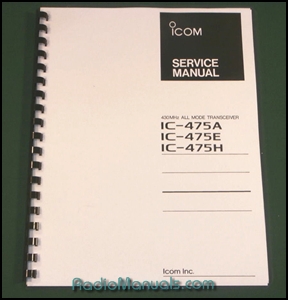 ICOM
SERVICE
MANUAL
430MHz ALL MODE TRANSCEIVER
IC-475A
IC-475E
IC-475H
Icom Inc.
RadioManuals.com